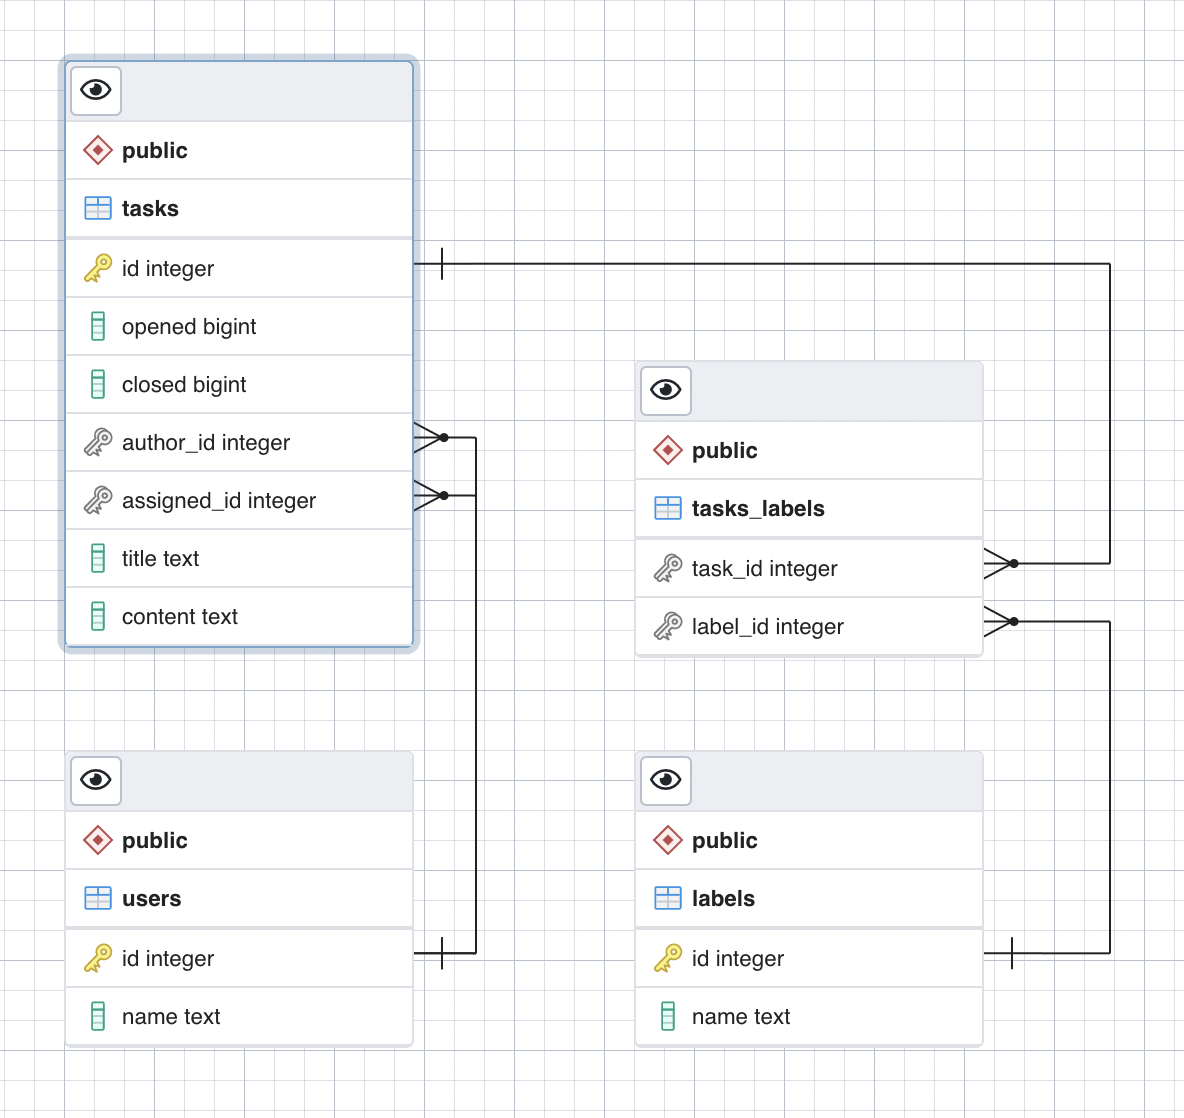 public
tasks
id integer
opened bigint
closed bigint
author_id integer
assigned_id integer
title text
content text
public
tasks_labels
task_id integer
label_id integer
public
users
id integer
name text
public
labels
id integer
name text